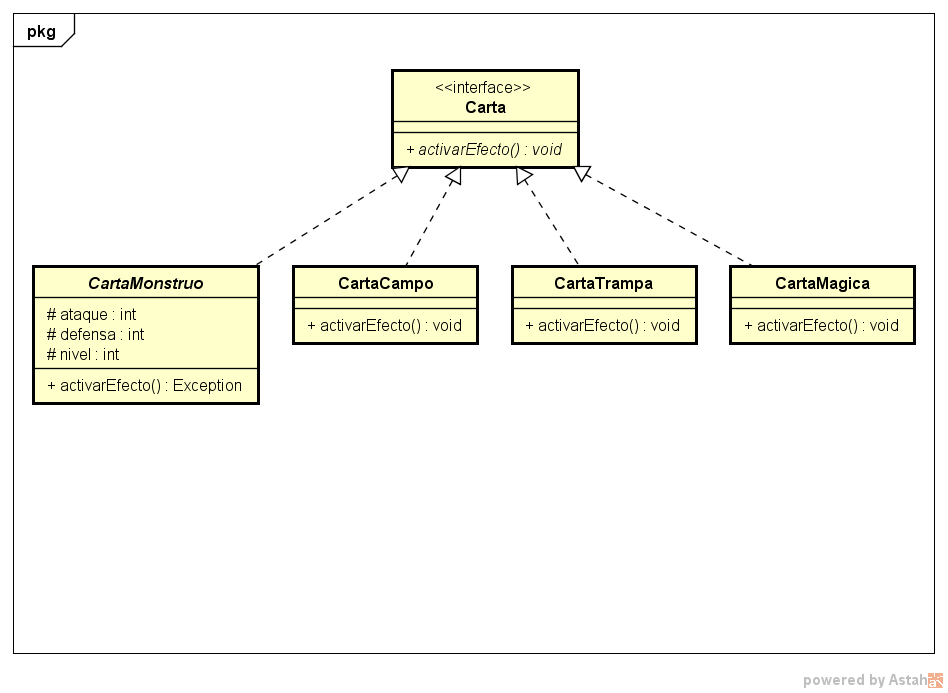 pkg
<<interface>>
Carta
+ activarEfecto() : void
CartaMonstruo
# ataque : int
# defensa : int
# nivel : int
+ activarEfecto() : Exception
CartaCampo
+ activarEfecto() : void
CartaTrampa
+ activarEfecto() : void
CartaMagica
+ activarEfecto() : void
powered by Astah